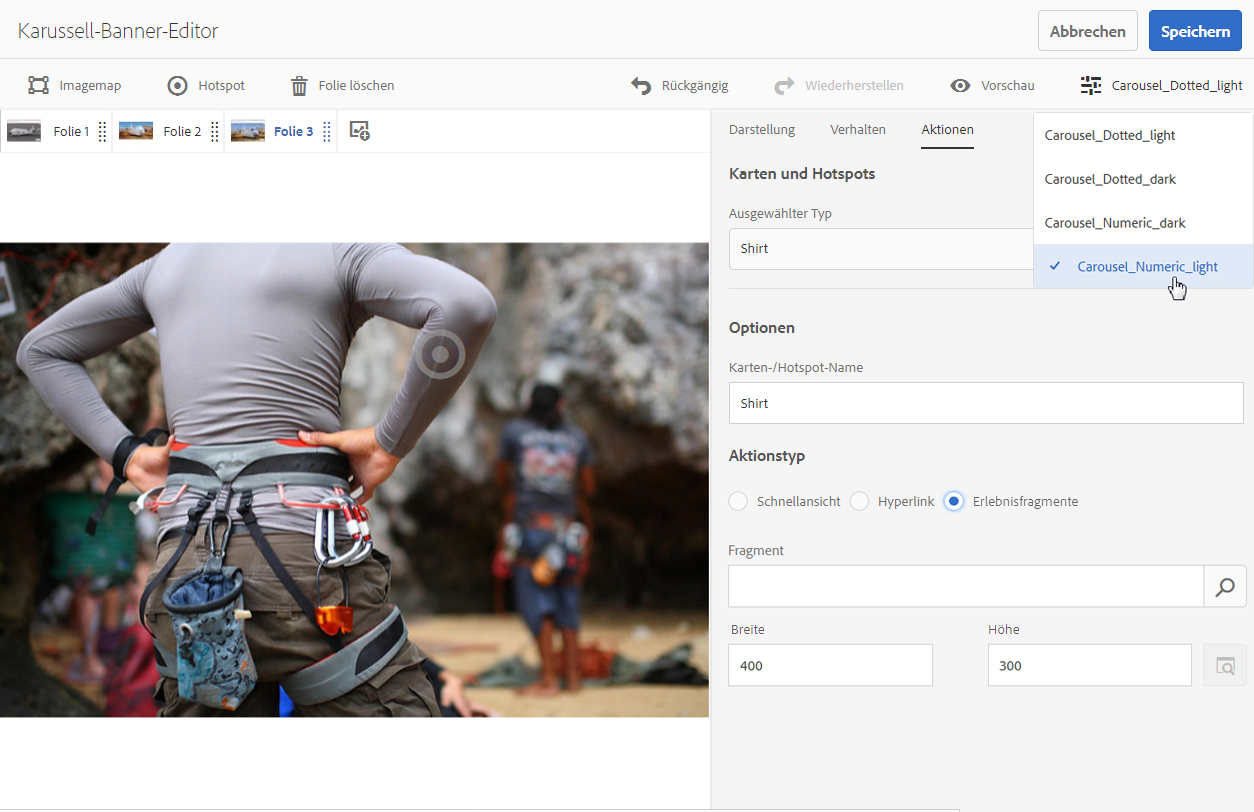 Karussell-Banner-Editor
Abbrechen
Speichern
Imagemap
Hotspot
Folie löschen
Rückgängig
Wiederherstellen
Vorschau
Carousel_Dotted_light
Folie 1
Folie 2
Folie 3
Darstellung
Verhalten
Aktionen
Carousel_Dotted_light
Carousel_Dotted_dark
Carousel_Numeric_dark
Carousel_Numeric_light
Karten und Hotspots
Ausgewählter Typ
Shirt
Optionen
Karten-/Hotspot-Name
Shirt
Aktionstyp
Schnellansicht
Hyperlink
Erlebnisfragmente
Fragment
Breite
Höhe
400
300